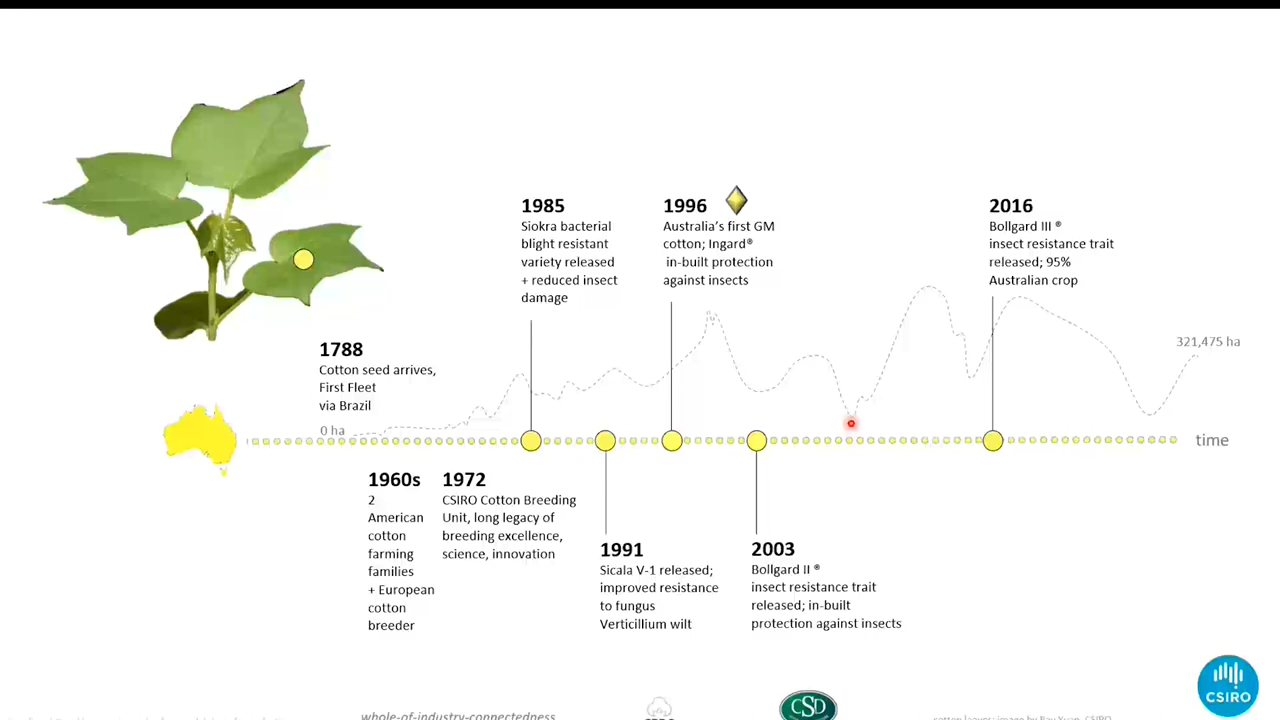 1985
Siokra bacterial
blight resistant
variety released
+ reduced insect
damage
1996
Australia's first GM
cotton; Ingard®
in-built protection
against insects
2016
Bollgard III ®
insect resistance trait
released; 95%
Australian crop
321,475 ha
1788
Cotton seed arrives,
First Fleet
via Brazil
0 ha
time
1960s
2
American
cotton
farming
families
+ European
cotton
breeder
1972
CSIRO Cotton Breeding
Unit, long legacy of
breeding excellence,
science, innovation
1991
Sicala V-1 released;
improved resistance
to fungus
Verticillium wilt
2003
Bollgard II ®
insect resistance trait
released; in-built
protection against insects
whole-of-industry-connectedness
CSD
CSIRO